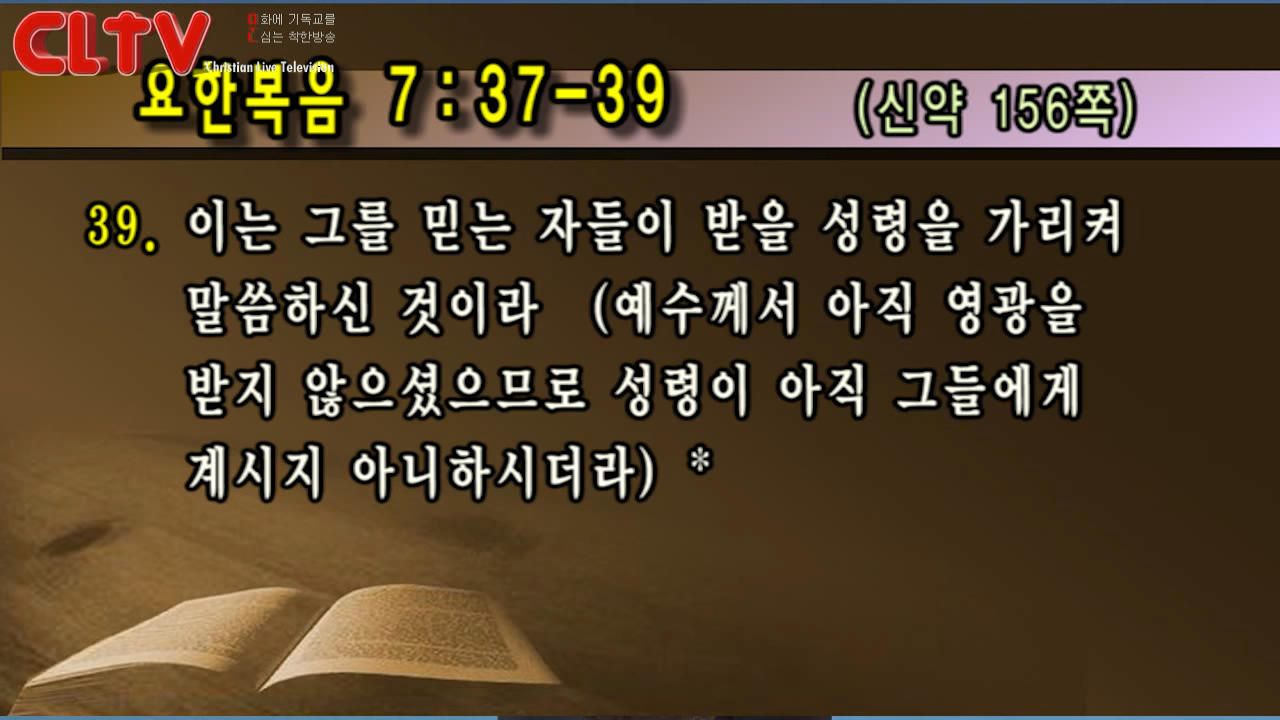 CLTV
문화에 기독교를
심는 착한방송
Christian Live Television
요한복음 7:37-39 (신약 156쪽)
39. 이는 그를 믿는 자들이 받을 성령을 가리켜
말씀하신 것이라 (예수께서 아직 영광을
받지 않으셨으므로 성령이 아직 그들에게
계시지 아니하시더라) *